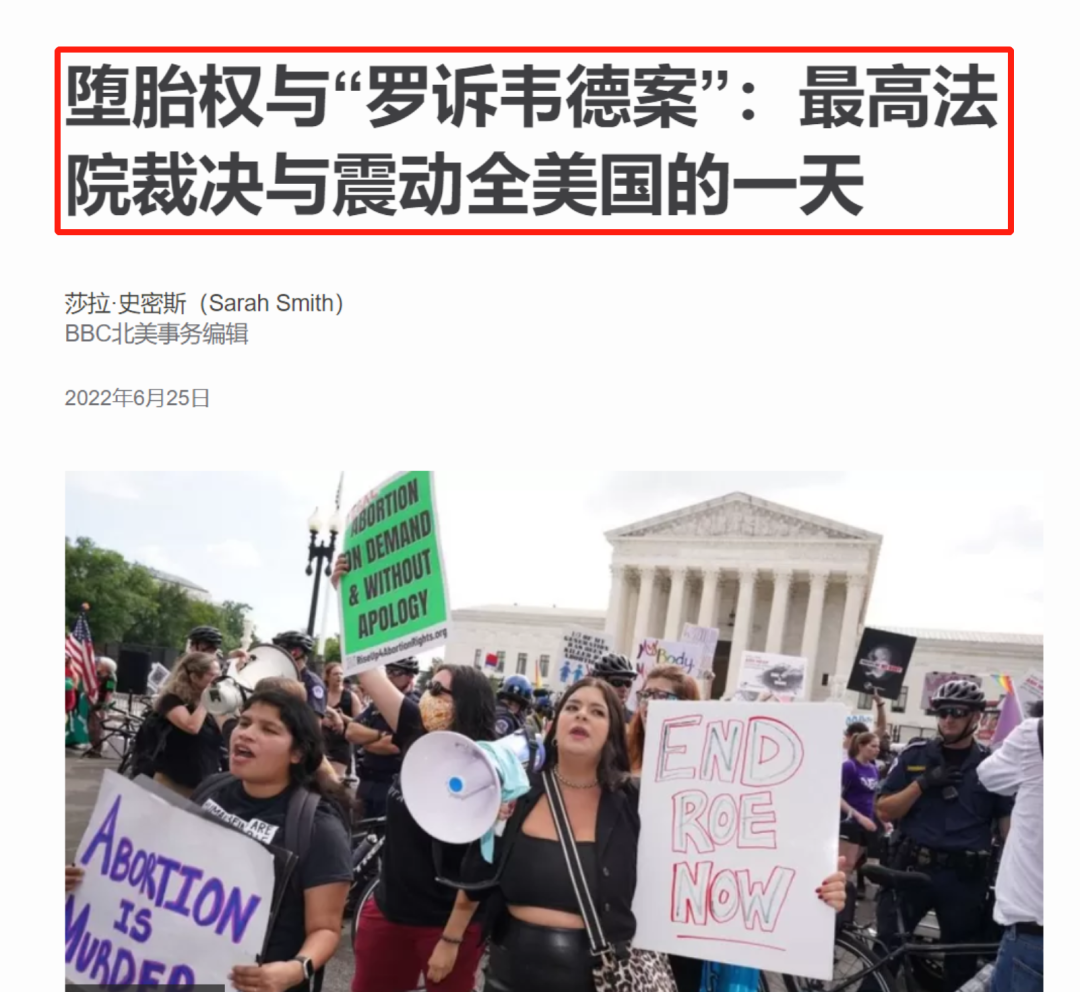 堕胎权与“罗诉韦德案”：最高法
院裁决与震动全美国的一天
莎拉·史密斯（Sarah Smith）
BBC北美事务编辑
2022年6月25日
ABORTION
ON DEMAND
& WITHOUT
APOLOGY
RiseUp4AbortionRights.org
My Body
END
ROE
NOW
ABORTION
IS
MURDER